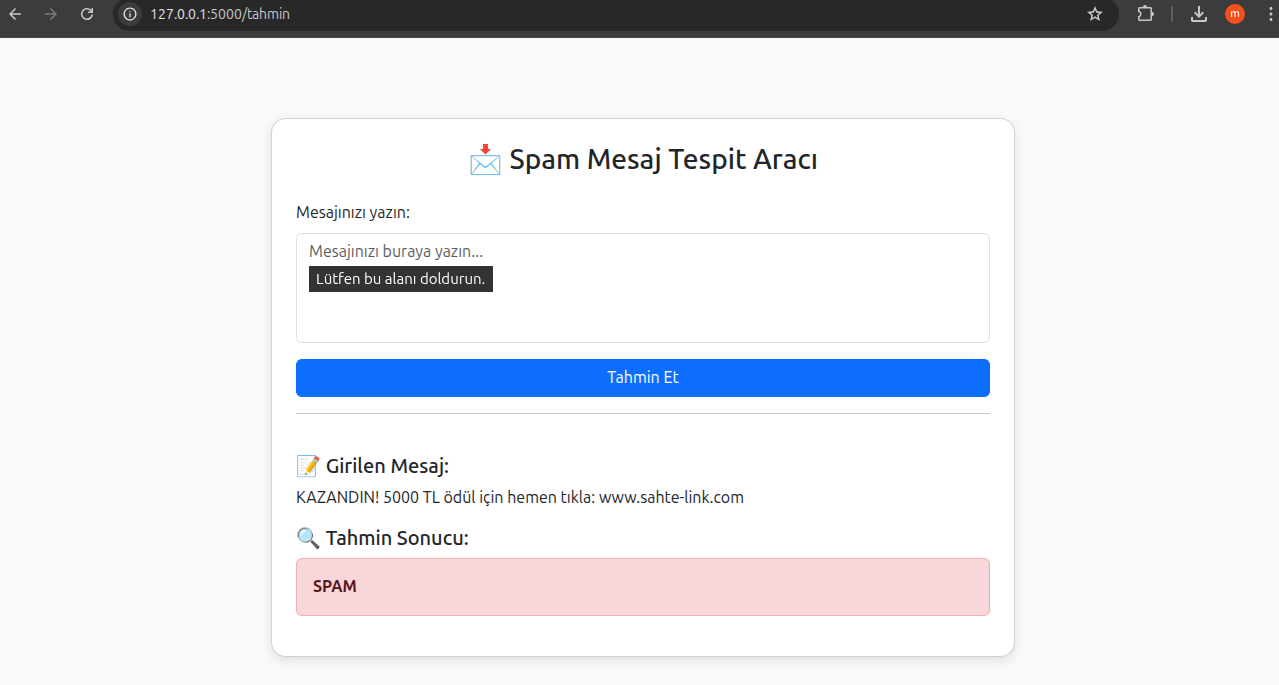 127.0.0.1:5000/tahmin
m
Spam Mesaj Tespit Aracı
Mesajınızı yazın:
Mesajınızı buraya yazın...
Lütfen bu alanı doldurun.
Tahmin Et
Girilen Mesaj:
KAZANDIN! 5000 TL ödül için hemen tıkla: www.sahte-link.com
Tahmin Sonucu:
SPAM